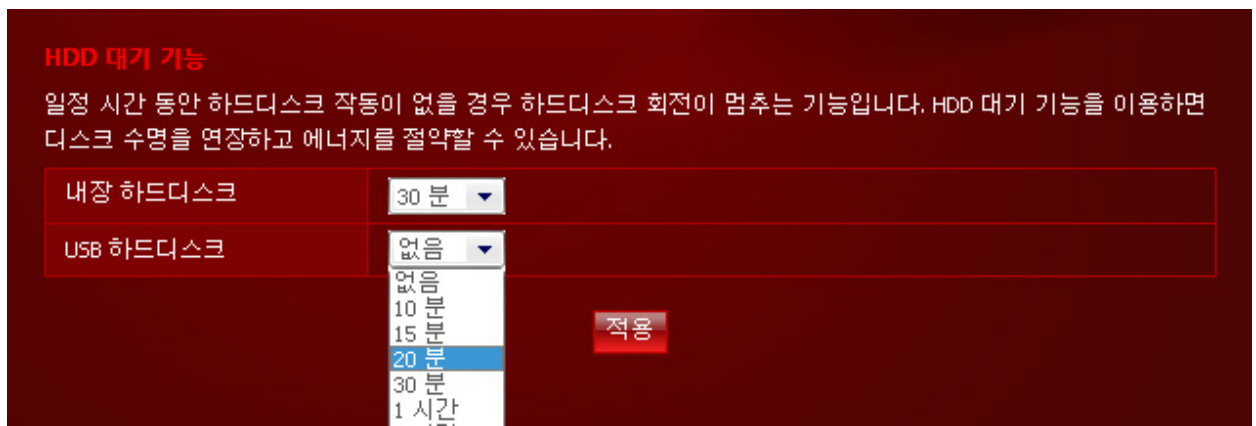 HDD 대기 기능
일정 시간 동안 하드디스크 작동이 없을 경우 하드디스크 회전이 멈추는 기능입니다. HDD 대기 기능을 이용하면
디스크 수명을 연장하고 에너지를 절약할 수 있습니다.
내장 하드디스크 30 분
USB 하드디스크 없음
없음
10 분
15 분
20 분
30 분
1 시간
적용